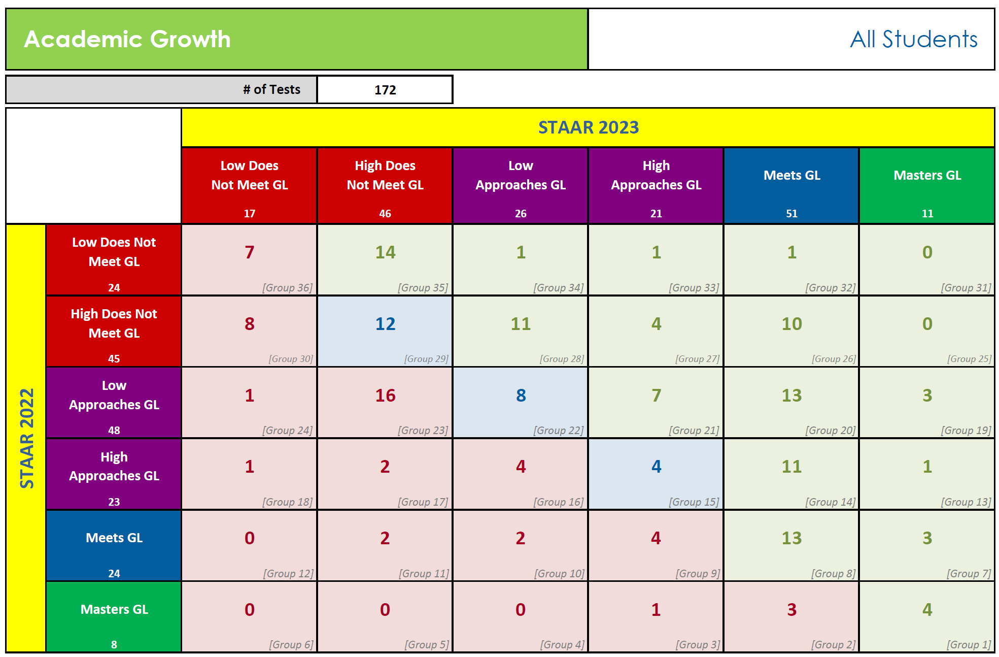 Academic Growth
All Students
# of Tests
172
STAAR 2023
Low Does
Not Meet GL
17
High Does
Not Meet GL
46
Low
Approaches GL
26
High
Approaches GL
21
Meets GL
51
Masters GL
11
STAAR 2022
Low Does Not
Meet GL
24
7
[Group 36]
14
[Group 35]
1
[Group 34]
1
[Group 33]
1
[Group 32]
0
[Group 31]
High Does Not
Meet GL
45
8
[Group 30]
12
[Group 29]
11
[Group 28]
4
[Group 27]
10
[Group 26]
0
[Group 25]
Low
Approaches GL
48
1
[Group 24]
16
[Group 23]
8
[Group 22]
7
[Group 21]
13
[Group 20]
3
[Group 19]
High
Approaches GL
23
1
[Group 18]
2
[Group 17]
4
[Group 16]
4
[Group 15]
11
[Group 14]
1
[Group 13]
Meets GL
24
0
[Group 12]
2
[Group 11]
2
[Group 10]
4
[Group 9]
13
[Group 8]
3
[Group 7]
Masters GL
8
0
[Group 6]
0
[Group 5]
0
[Group 4]
1
[Group 3]
3
[Group 2]
4
[Group 1]